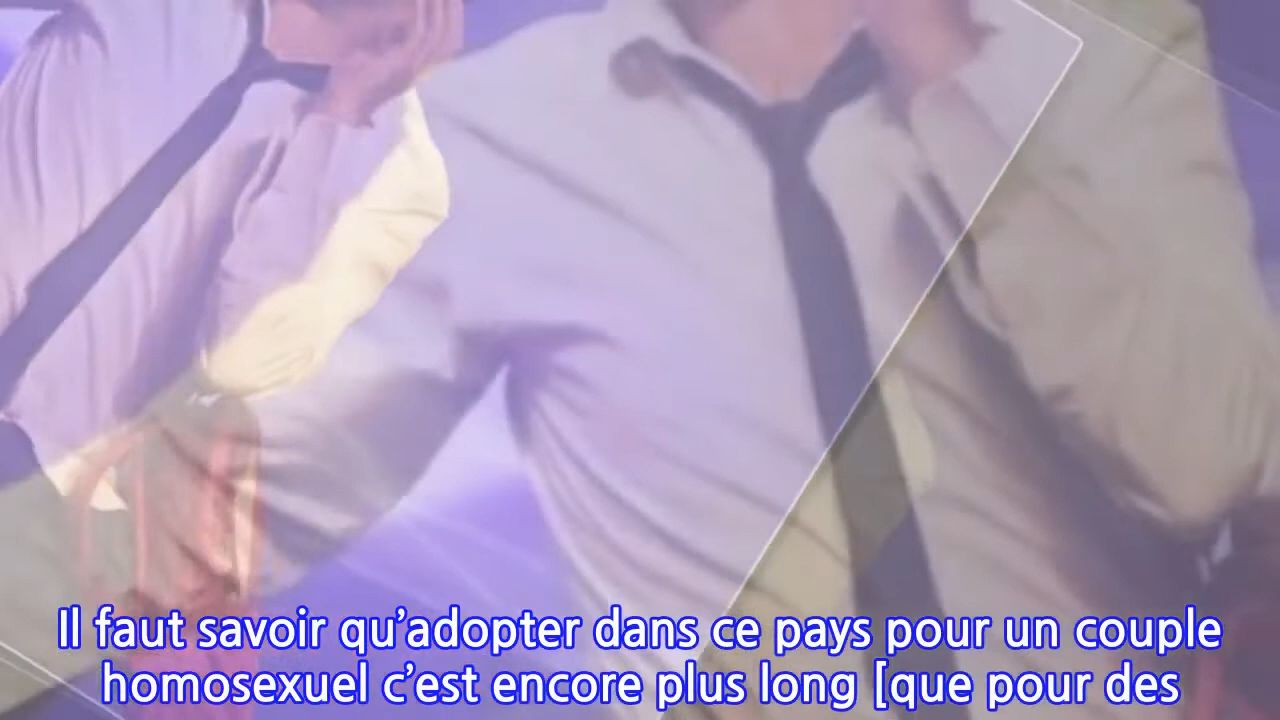 Il faut savoir qu’adopter dans ce pays pour un couple
homosexuel c’est encore plus long [que pour des